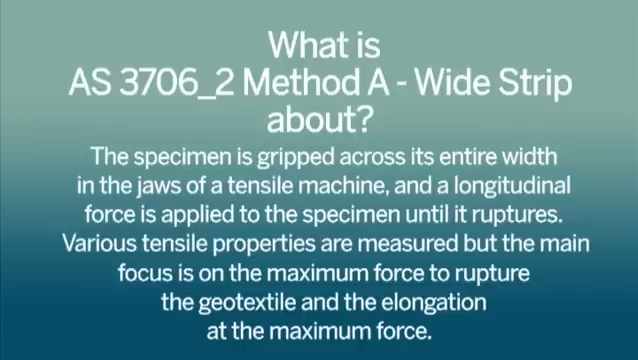 What is
AS 3706_2 Method A - Wide Strip
about?
The specimen is gripped across its entire width
in the jaws of a tensile machine, and a longitudinal
force is applied to the specimen until it ruptures.
Various tensile properties are measured but the main
focus is on the maximum force to rupture
the geotextile and the elongation
at the maximum force.